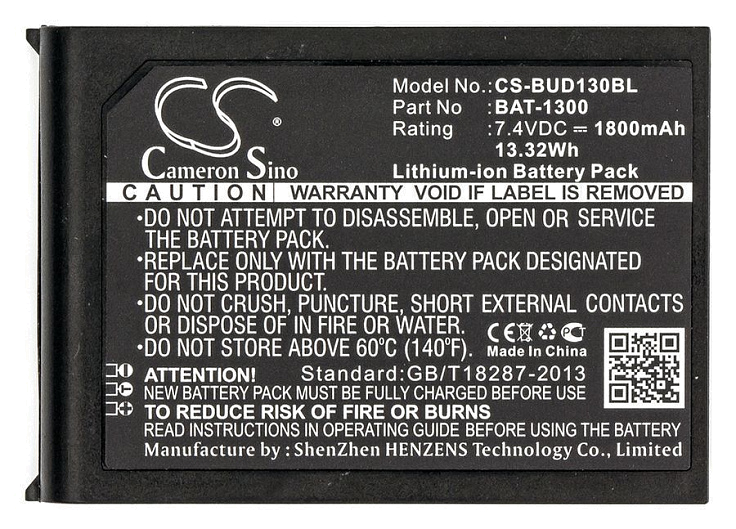 Cameron Sino
®
Model No.:CS-BUD130BL
Part No :BAT-1300
Rating :7.4VDC ⎓ 1800mAh
13.32Wh
Lithium-ion Battery Pack
CAUTION WARRANTY VOID IF LABEL IS REMOVED
•DO NOT ATTEMPT TO DISASSEMBLE, OPEN OR SERVICE
THE BATTERY PACK.
•REPLACE ONLY WITH THE BATTERY PACK DESIGNATED
FOR THIS PRODUCT.
•DO NOT CRUSH, PUNCTURE, SHORT EXTERNAL CONTACTS
OR DISPOSE OF IN FIRE OR WATER.
•DO NOT STORE ABOVE 60°C (140°F).
CE
PCT
Made In China
ATTENTION! Standard:GB/T18287-2013
NEW BATTERY PACK MUST BE FULLY CHARGED BEFORE USE
TO REDUCE RISK OF FIRE OR BURNS
READ INSTRUCTIONS IN OPERATING GUIDE BEFORE USING THE BATTERY
Manufacture by: ShenZhen HENZENS Technology Co., Limited